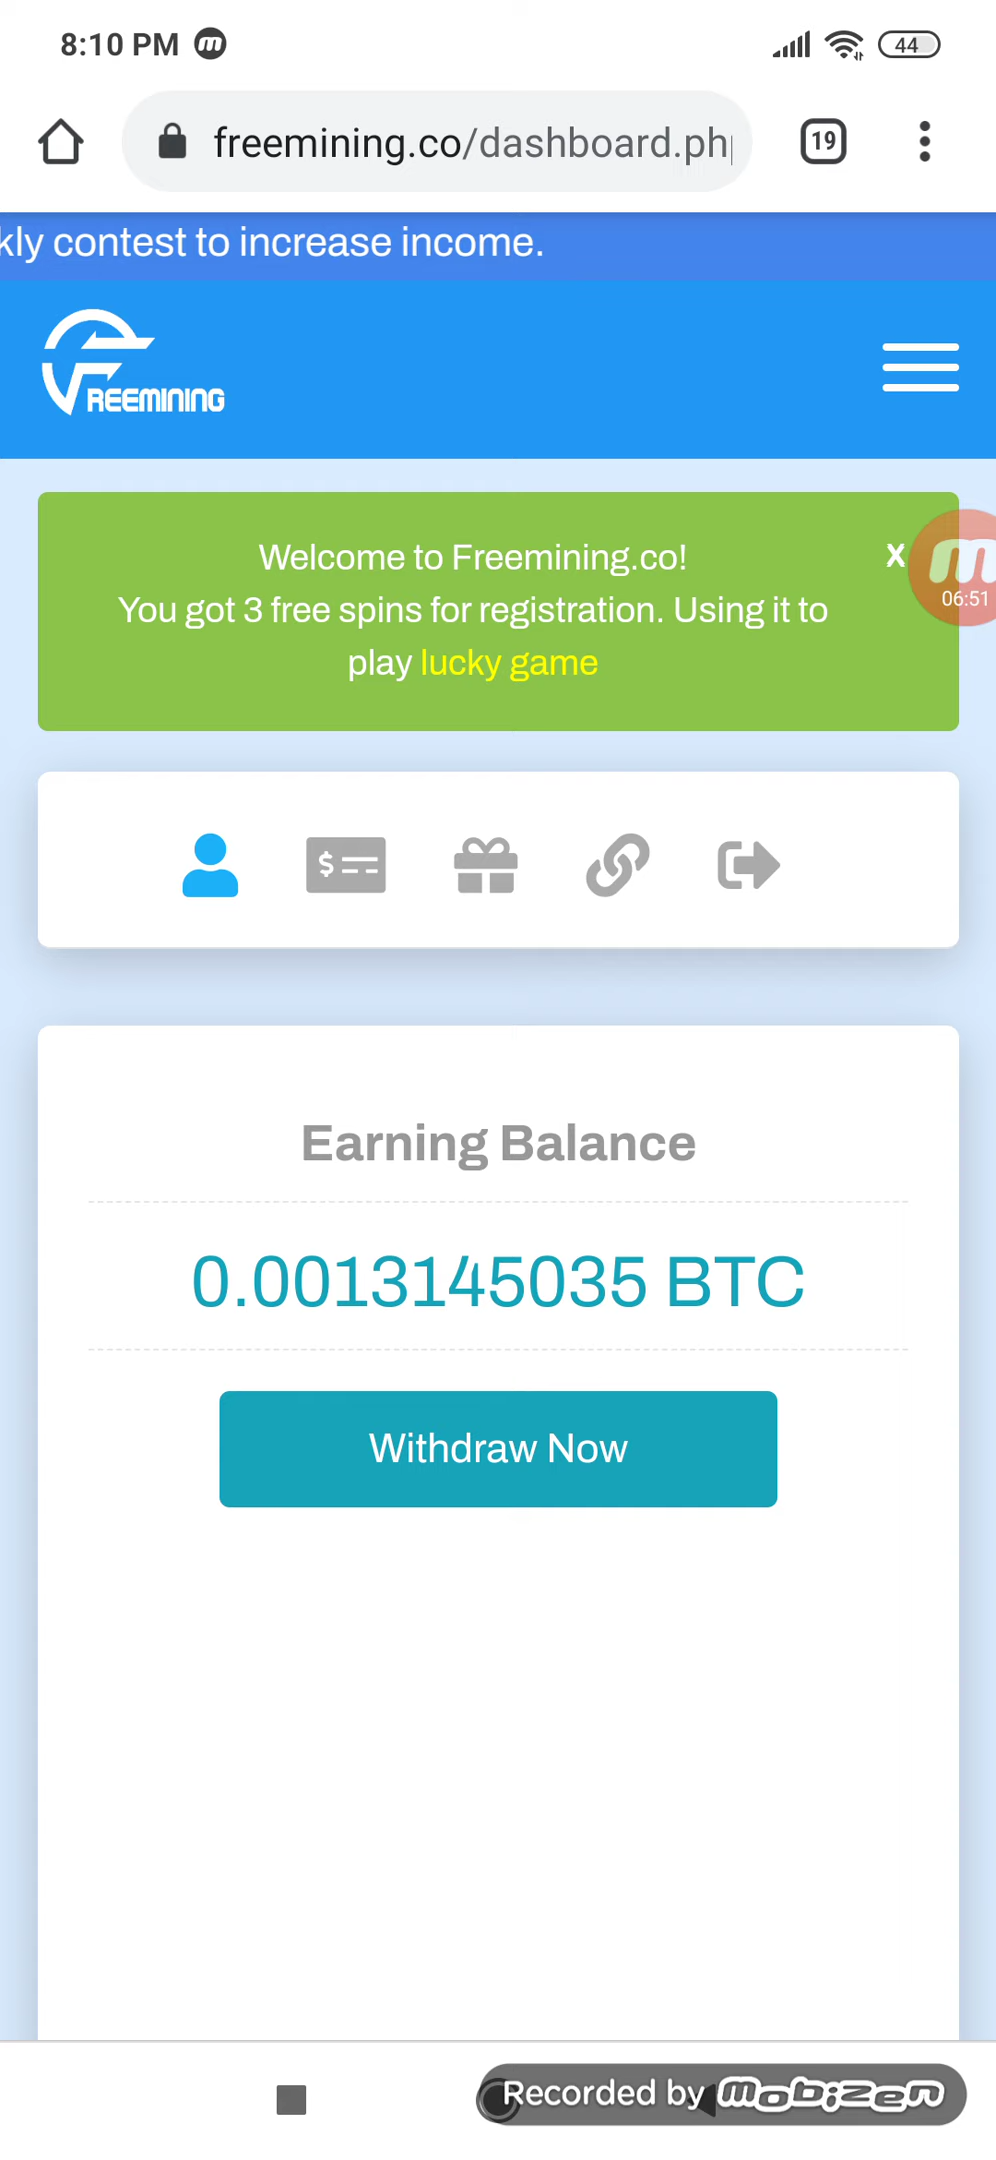 8:10 PM
44
freemining.co/dashboard.ph
19
kly contest to increase income.
FREEMINING
Welcome to Freemining.co!
X
You got 3 free spins for registration. Using it to
play lucky game
06:51
Earning Balance
0.0013145035 BTC
Withdraw Now
Recorded by mobizen